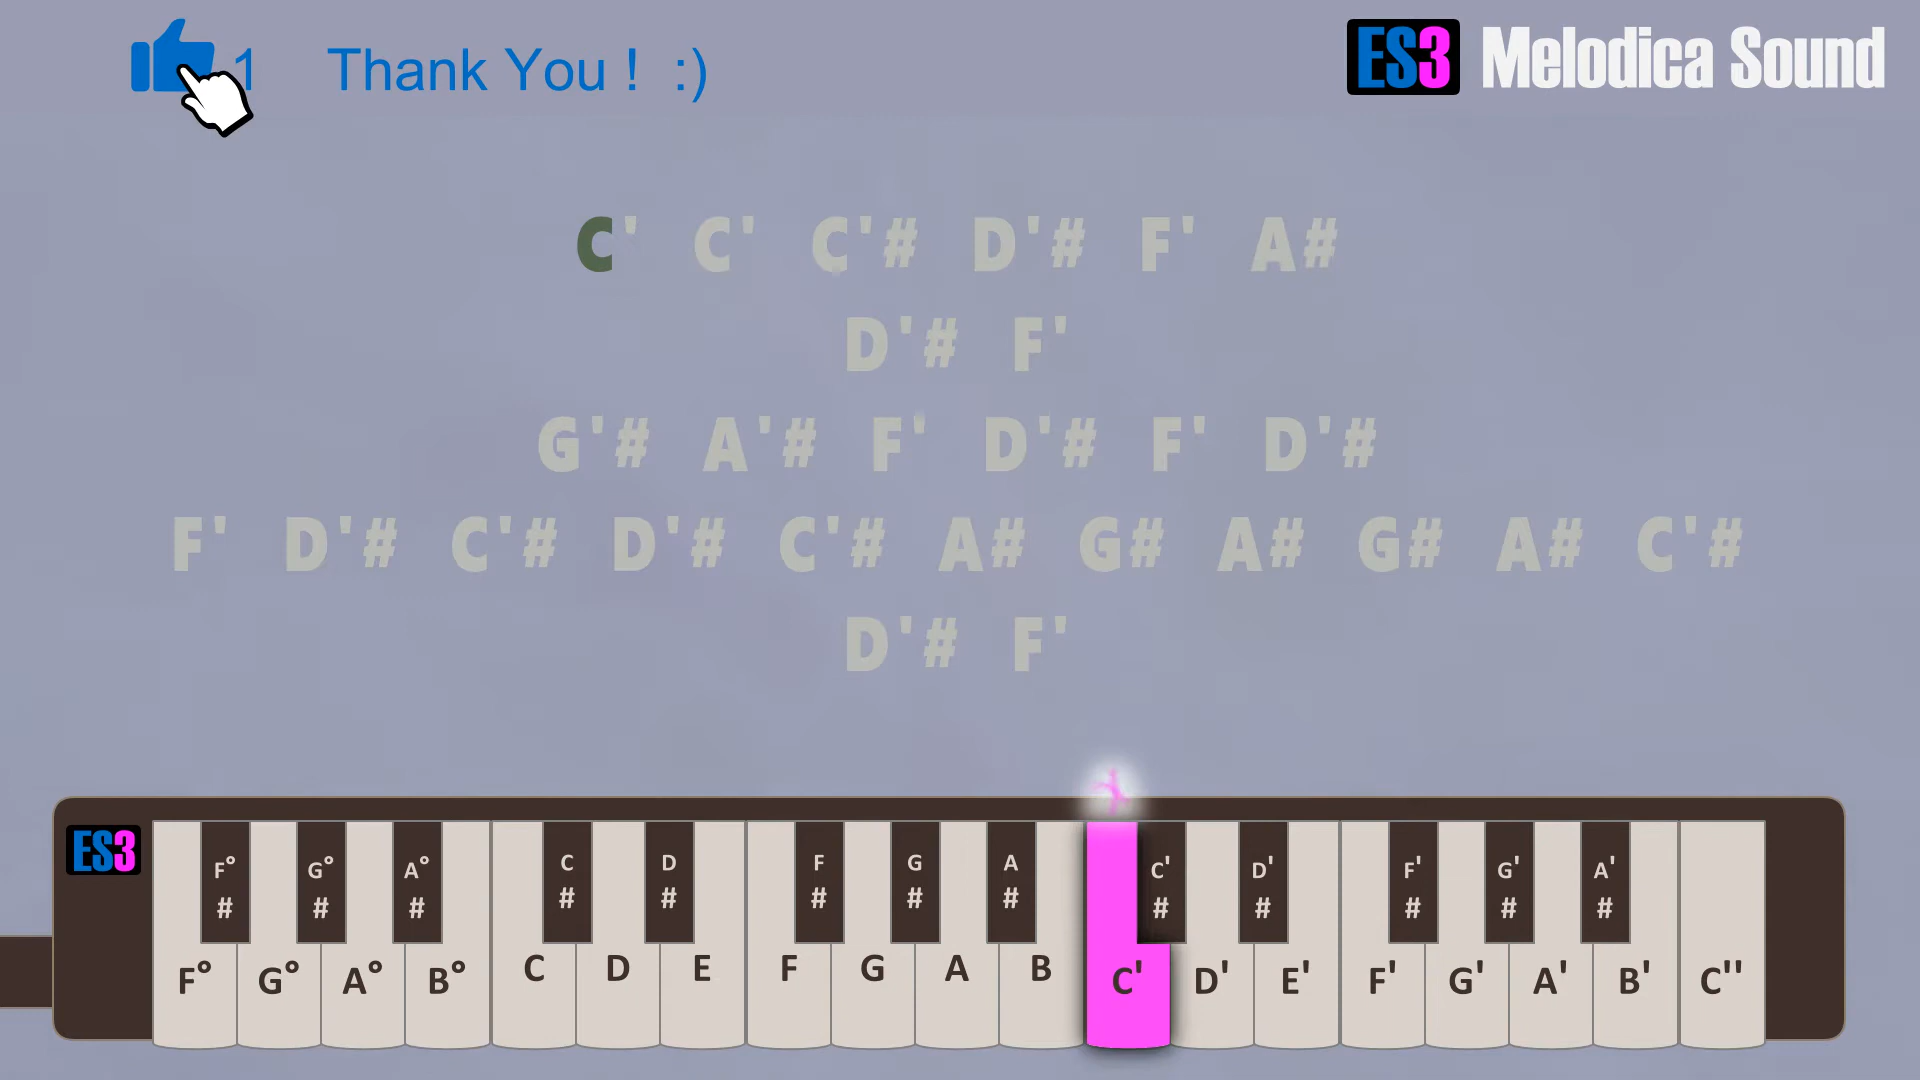 1 Thank You ! :)
ES3 Melodica Sound
C' C' C'# D'# F' A#
D'# F'
G'# A'# F' D'# F' D'#
F' D'# C'# D'# C'# A# G# A# G# A# C'#
D'# F'
ES3
F° # G° # A° # C # D # F # G # A # C' # D' # F' # G' # A' #
F° G° A° B° C D E F G A B C' D' E' F' G' A' B' C''